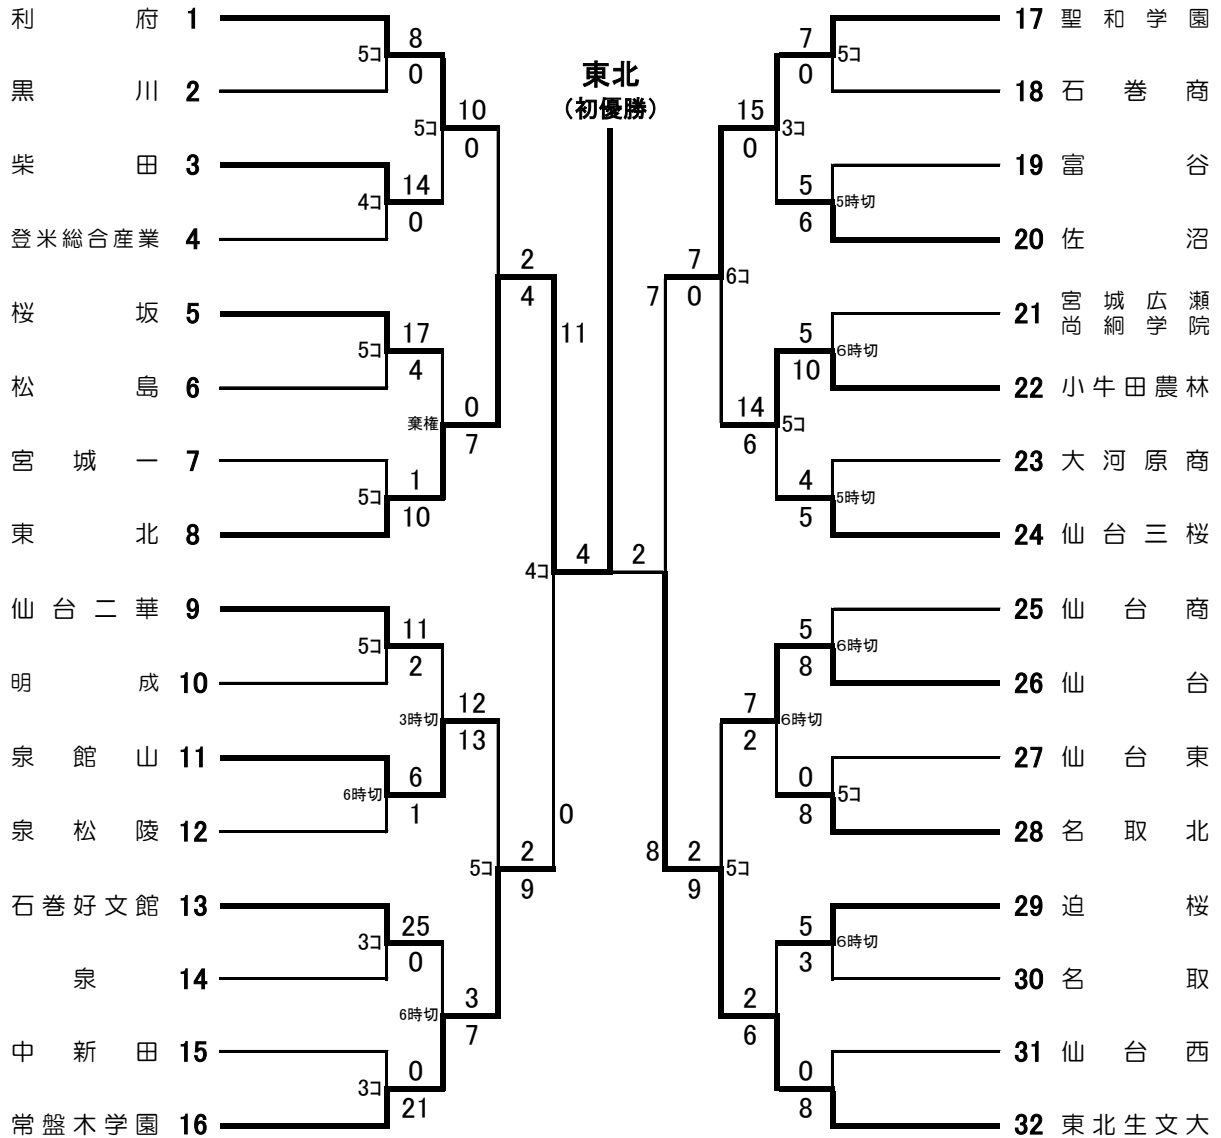 東北
（初優勝）
利府 1
黒川 2
柴田 3
登米総合産業 4
桜坂 5
松島 6
宮城一 7
東北 8
仙台二華 9
明成 10
泉館山 11
泉松陵 12
石巻好文館 13
泉 14
中新田 15
常盤木学園 16
5コ 8
0
4コ 14
0
5コ 17
4
5コ 1
10
5コ 11
2
6時切 6
1
3コ 25
0
3コ 0
21
5コ 10
0
棄権 0
7
3時切 12
13
6時切 3
7
2
4
5コ 2
9
11
4コ
0
4 2
7
8
7 6コ
0
2 5コ
9
15 3コ
0
14 5コ
6
7 6時切
2
2
6
7 5コ
0
5 5時切
6
5 6時切
10
4 5時切
5
5 6時切
8
0 5コ
8
5 6時切
3
0
8
17 聖和学園
18 石巻商
19 富谷
20 佐沼
21 宮城広瀬
尚絅学院
22 小牛田農林
23 大河原商
24 仙台三桜
25 仙台商
26 仙台
27 仙台東
28 名取北
29 迫桜
30 名取
31 仙台西
32 東北生文大